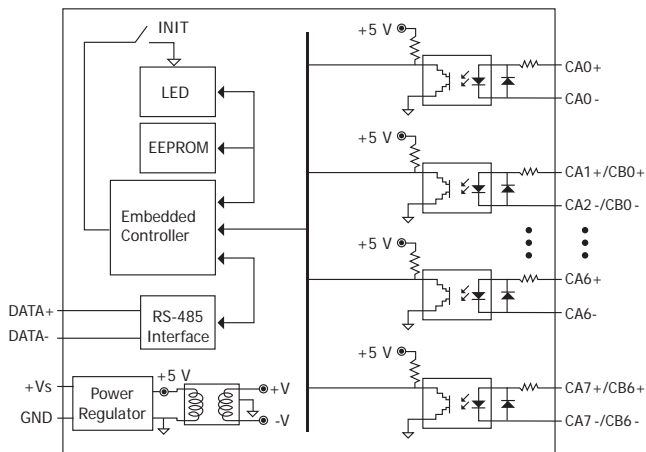 INIT
LED
EEPROM
Embedded
Controller
DATA+
DATA-
RS-485
Interface
+Vs
GND
Power
Regulator
+5 V
+V
-V
+5 V
CA0+
CA0-
+5 V
CA1+/CB0+
CA2-/CB0-
+5 V
CA6+
CA6-
+5 V
CA7+/CB6+
CA7-/CB6-